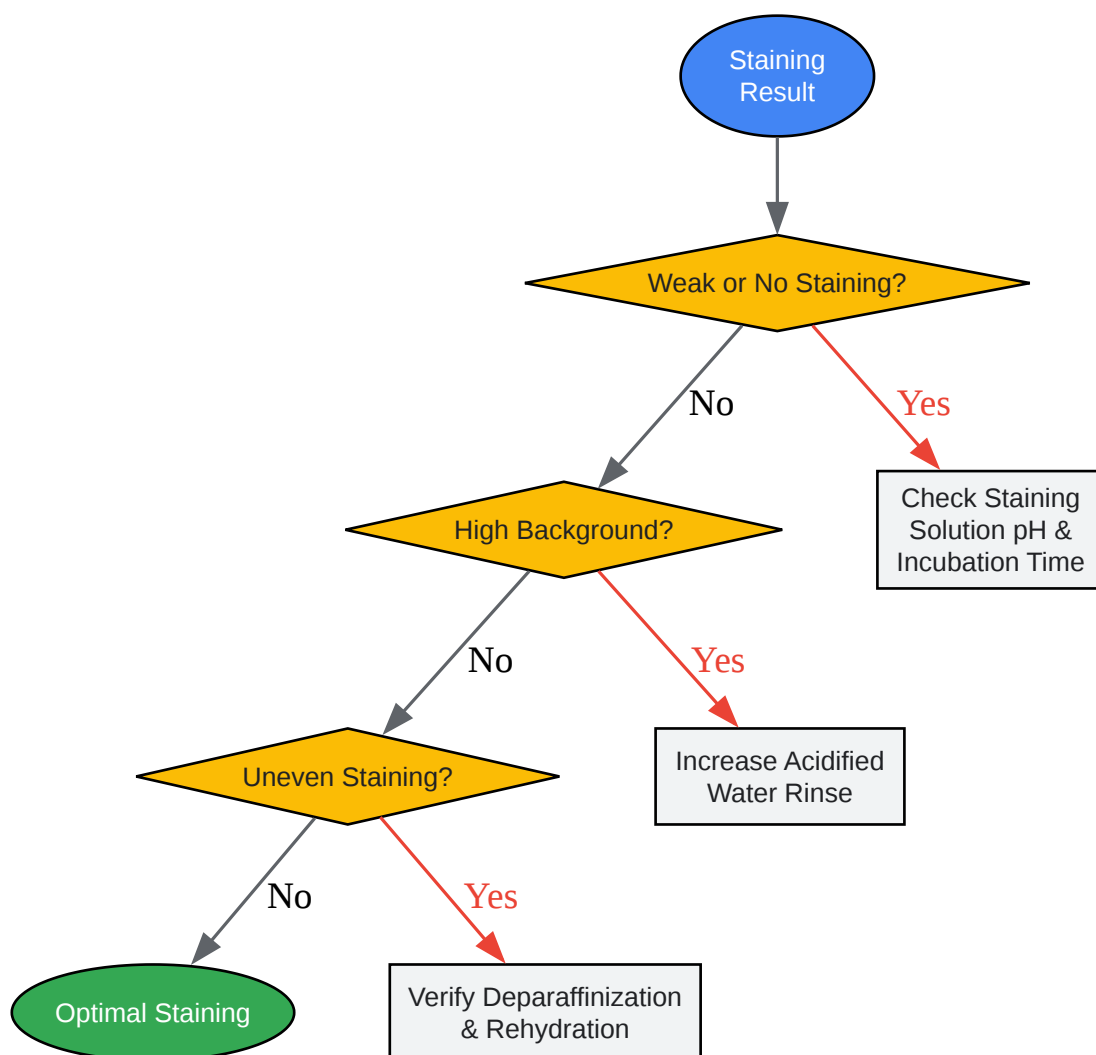 Staining
Result
Weak or No Staining?
No
Yes
Check Staining
Solution pH &
Incubation Time
High Background?
No
Yes
Increase Acidified
Water Rinse
Uneven Staining?
No
Yes
Optimal Staining
Verify Deparaffinization
& Rehydration